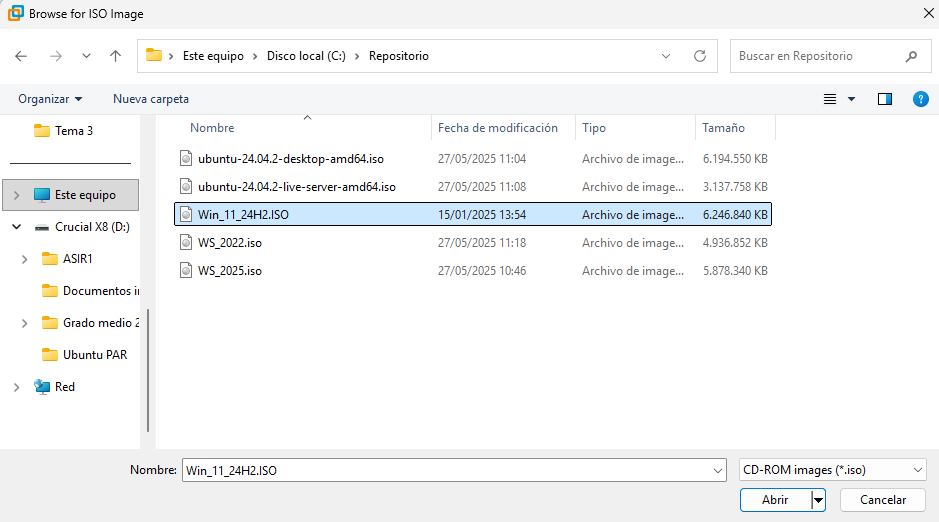 Browse for ISO Image
Este equipo > Disco local (C:) > Repositorio
Buscar en Repositorio
Organizar
Nueva carpeta
Tema 3
Este equipo
Crucial X8 (D:)
ASIR1
Documentos in
Grado medio 2
Ubuntu PAR
Red
Nombre Fecha de modificación Tipo Tamaño
ubuntu-24.04.2-desktop-amd64.iso 27/05/2025 11:04 Archivo de image... 6.194.550 KB
ubuntu-24.04.2-live-server-amd64.iso 27/05/2025 11:08 Archivo de image... 3.137.758 KB
Win_11_24H2.ISO 15/01/2025 13:54 Archivo de image... 6.246.840 KB
WS_2022.iso 27/05/2025 11:18 Archivo de image... 4.936.852 KB
WS_2025.iso 27/05/2025 10:46 Archivo de image... 5.878.340 KB
Nombre: Win_11_24H2.ISO
CD-ROM images (*.iso)
Abrir
Cancelar